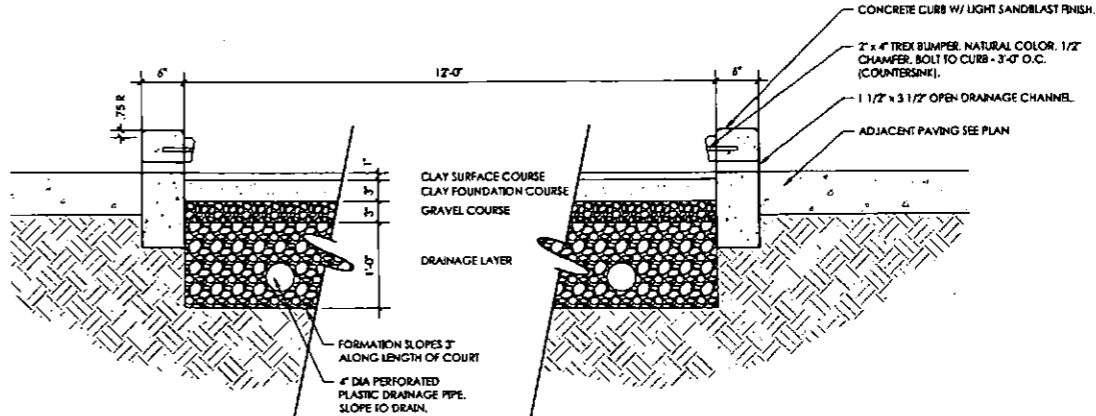 CONCRETE CURB W/ LIGHT SANDBLAST FINISH.
2" x 4" TREX BUMPER. NATURAL COLOR. 1/2"
CHAMFER. BOLT TO CURB - 3'-0" O.C.
(COUNTERSINK).
1 1/2" x 3 1/2" OPEN DRAINAGE CHANNEL.
ADJACENT PAVING SEE PLAN
6"
12'-0"
6"
.75 R
1"
3"
3"
1'-0"
CLAY SURFACE COURSE
CLAY FOUNDATION COURSE
GRAVEL COURSE
DRAINAGE LAYER
FORMATION SLOPES 3"
ALONG LENGTH OF COURT
4" DIA PERFORATED
PLASTIC DRAINAGE PIPE.
SLOPE TO DRAIN.